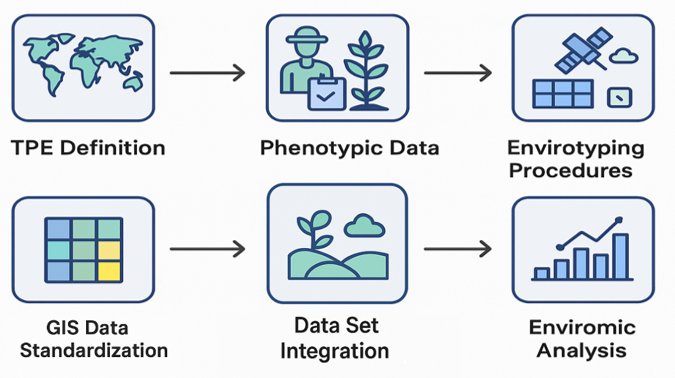 TPE Definition
Phenotypic Data
Envirotyping
Procedures
GIS Data
Standardization
Data Set
Integration
Enviromic
Analysis